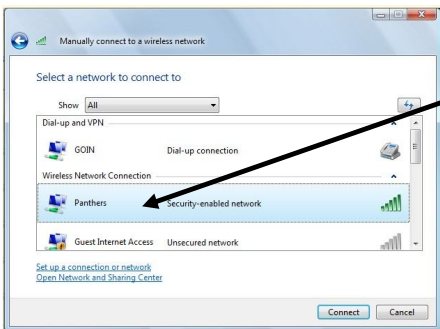 Manually connect to a wireless network
Select a network to connect to
Show All
Dial-up and VPN
GOIN Dial-up connection
Wireless Network Connection
Panthers Security-enabled network
Guest Internet Access Unsecured network
Set up a connection or network
Open Network and Sharing Center
Connect Cancel